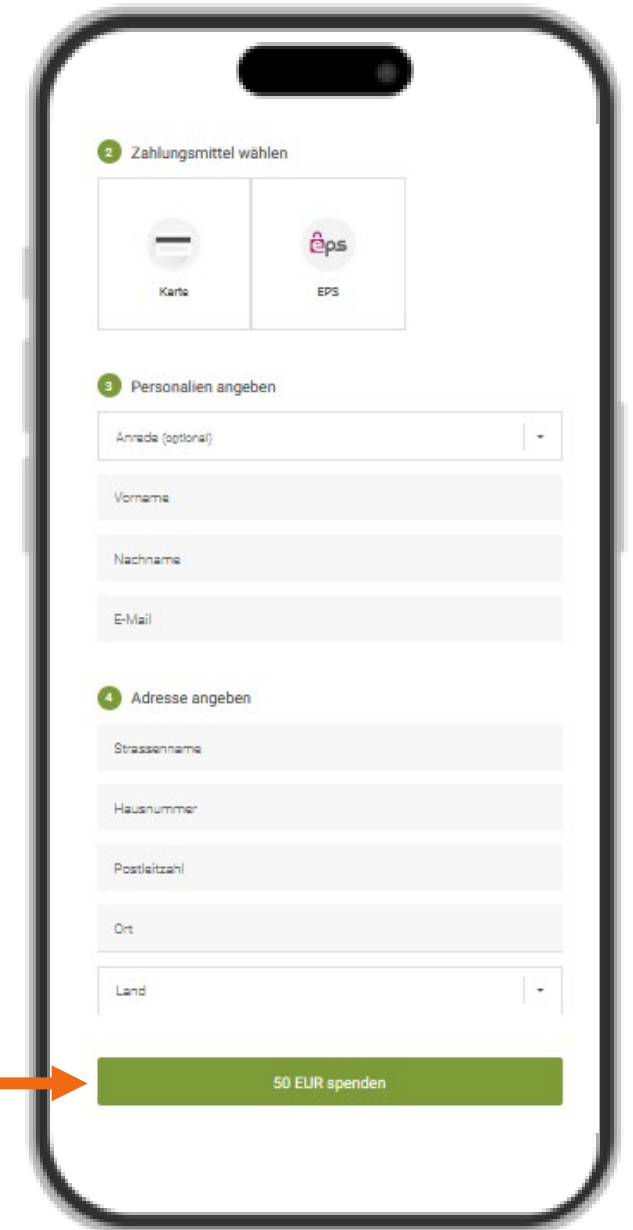 2 Zahlungsmittel wählen
eps
Karte EPS
3 Personalien angeben
Anrede (optional)
Vorname
Nachname
E-Mail
4 Adresse angeben
Strassenname
Hausnummer
Postleitzahl
Ort
Land
50 EUR spenden